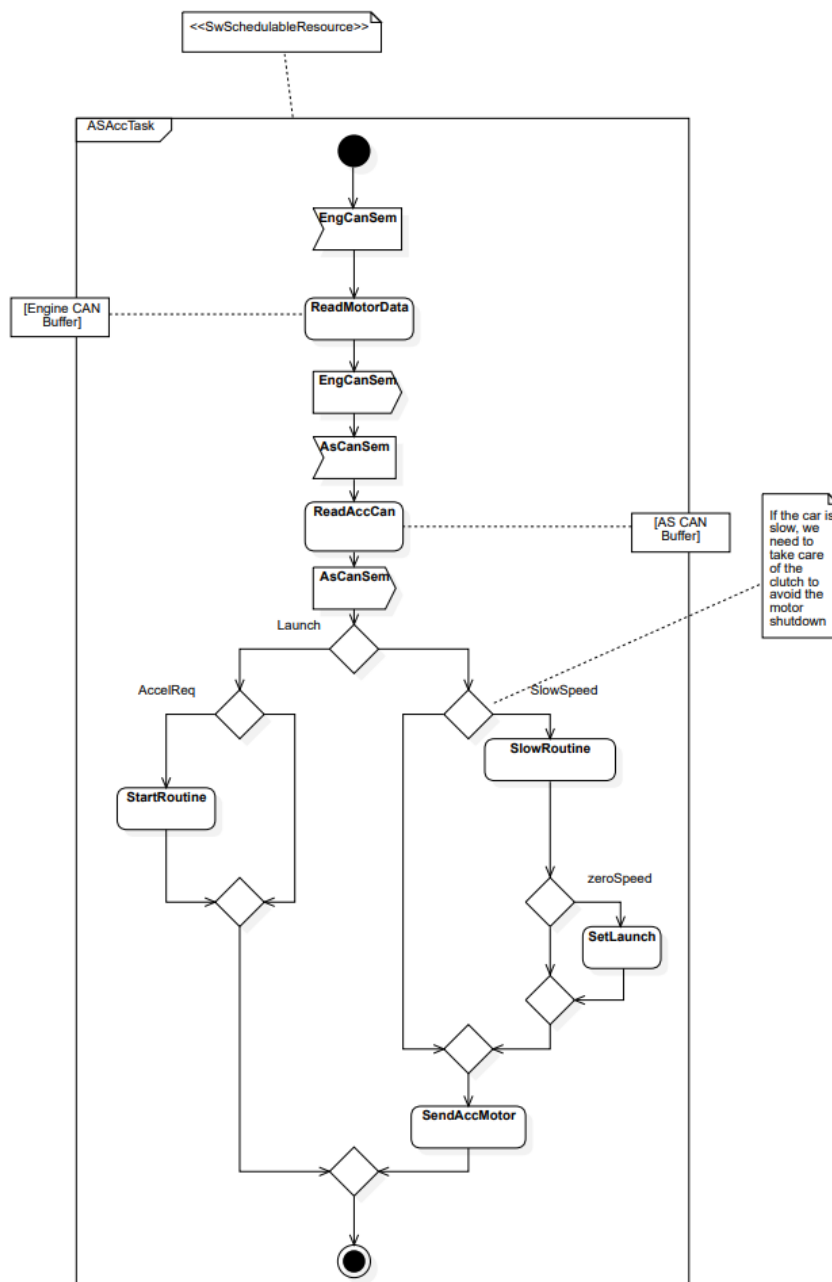 <<SwSchedulableResource>>
ASAccTask
EngCanSem
[Engine CAN
Buffer]
ReadMotorData
EngCanSem
AsCanSem
ReadAccCan
[AS CAN
Buffer]
If the car is
slow, we
need to
take care
of the
clutch to
avoid the
motor
shutdown
AsCanSem
Launch
AccelReq
SlowSpeed
SlowRoutine
StartRoutine
zeroSpeed
SetLaunch
SendAccMotor